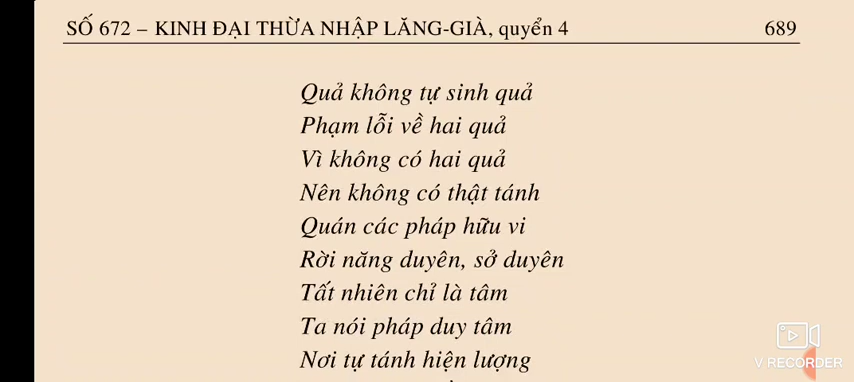 SỐ 672 – KINH ĐẠI THỪA NHẬP LĂNG-GIÀ, quyển 4 689
Quả không tự sinh quả
Phạm lỗi về hai quả
Vì không có hai quả
Nên không có thật tánh
Quán các pháp hữu vi
Rời năng duyên, sở duyên
Tất nhiên chỉ là tâm
Ta nói pháp duy tâm
Nơi tự tánh hiện lượng
V RECORDER